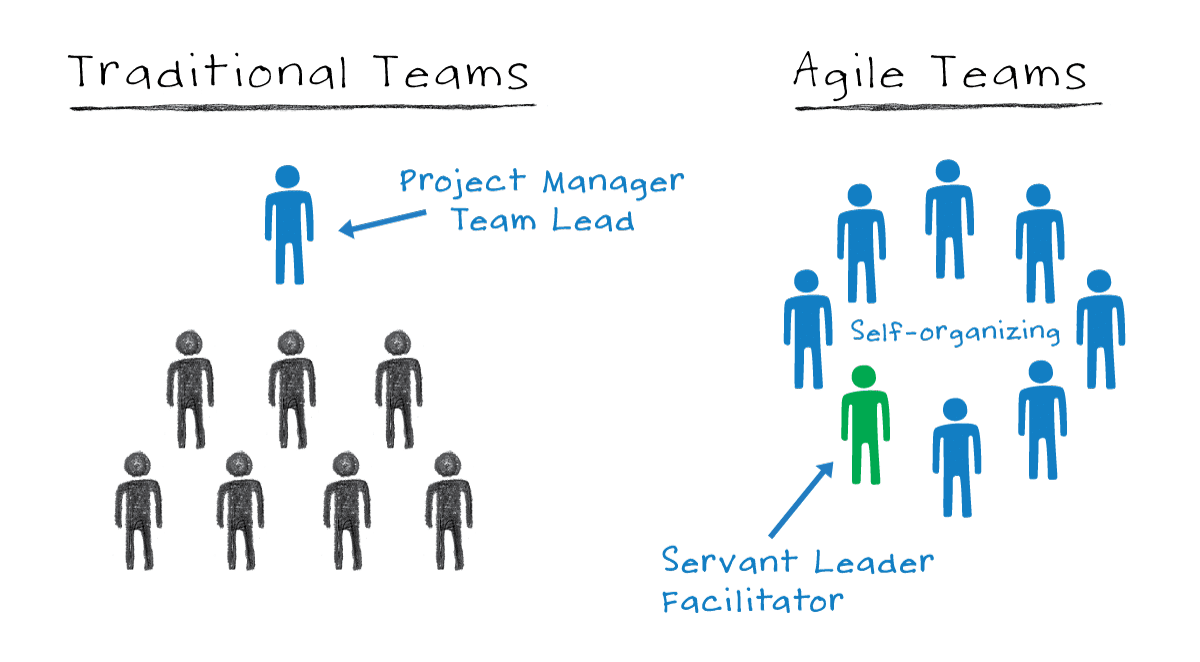 Traditional Teams
Agile Teams
Project Manager
Team Lead
Self-organizing
Servant Leader
Facilitator